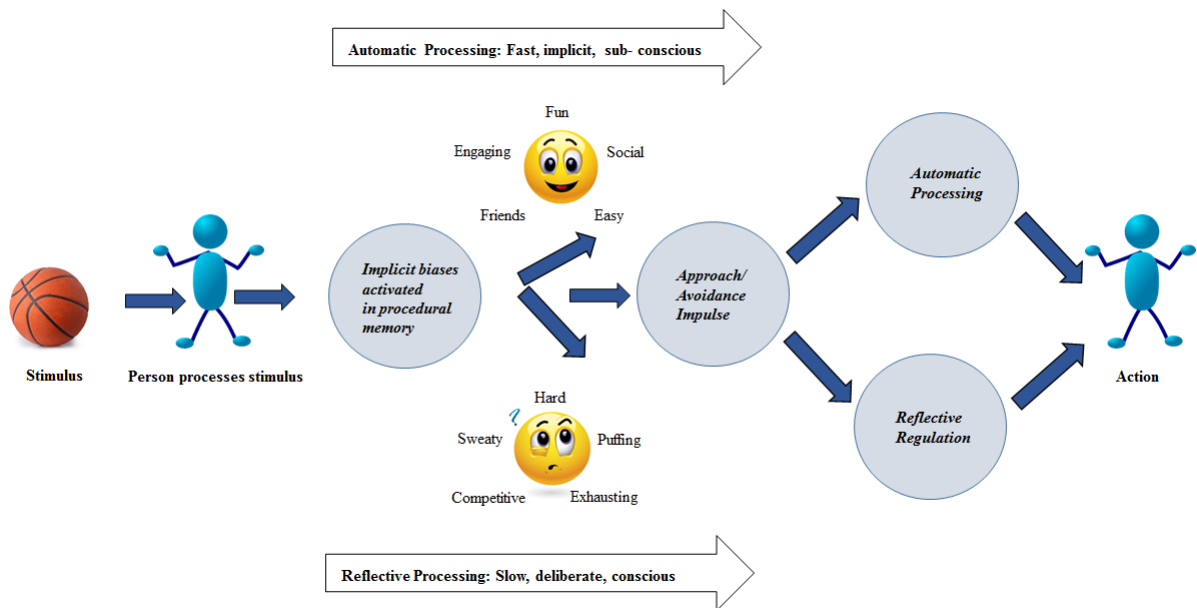 Automatic Processing: Fast, implicit, sub- conscious
Fun
Engaging
Social
Friends
Easy
Automatic
Processing
Implicit biases
activated
in procedural
memory
Approach/
Avoidance
Impulse
Stimulus
Person processes stimulus
Action
Hard
?
Sweaty
Puffing
Competitive
Exhausting
Reflective
Regulation
Reflective Processing: Slow, deliberate, conscious